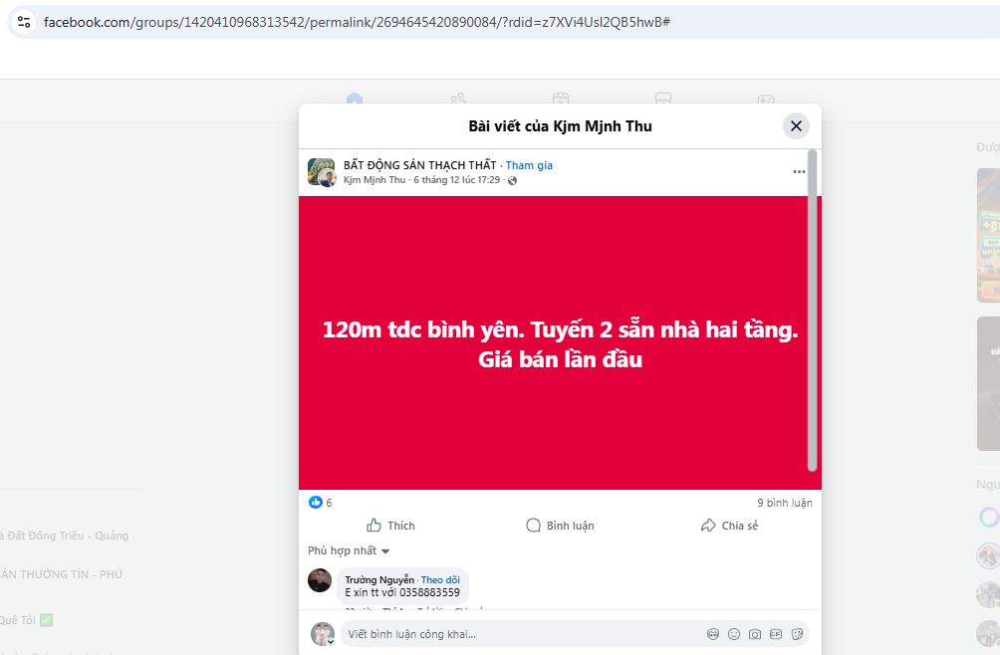 facebook.com/groups/1420410968313542/permalink/2694645420890084/?rdid=z7XVi4Usl2QB5hwB#
Bài viết của Kjm Mjnh Thu
BẤT ĐỘNG SẢN THẠCH THẤT · Tham gia
Kjm Mjnh Thu · 6 tháng 12 lúc 17:29 ·
120m tdc bình yên. Tuyến 2 sẵn nhà hai tầng.
Giá bán lần đầu
6
9 bình luận
Thích
Bình luận
Chia sẻ
Phù hợp nhất
Trường Nguyễn · Theo dõi
E xin tt với 0358883559
Viết bình luận công khai...
Đất Đông Triều - Quảng
THƯỜNG TÍN - PHÚ
Quê Tôi ✅